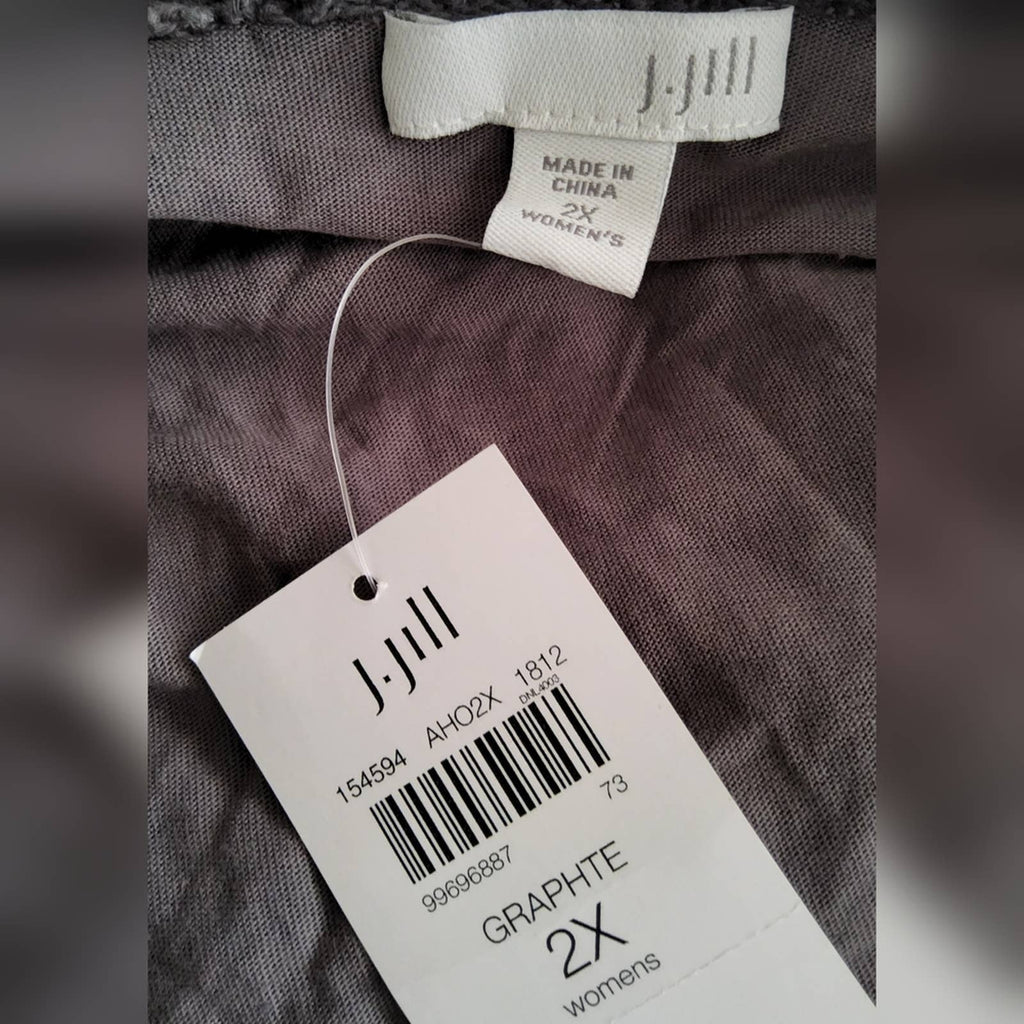 J.Jill
MADE IN
CHINA
2X
WOMEN'S
J.Jill
154594 AHO2X 1812
DNL4003
99696887 73
GRAPHTE
2X
womens